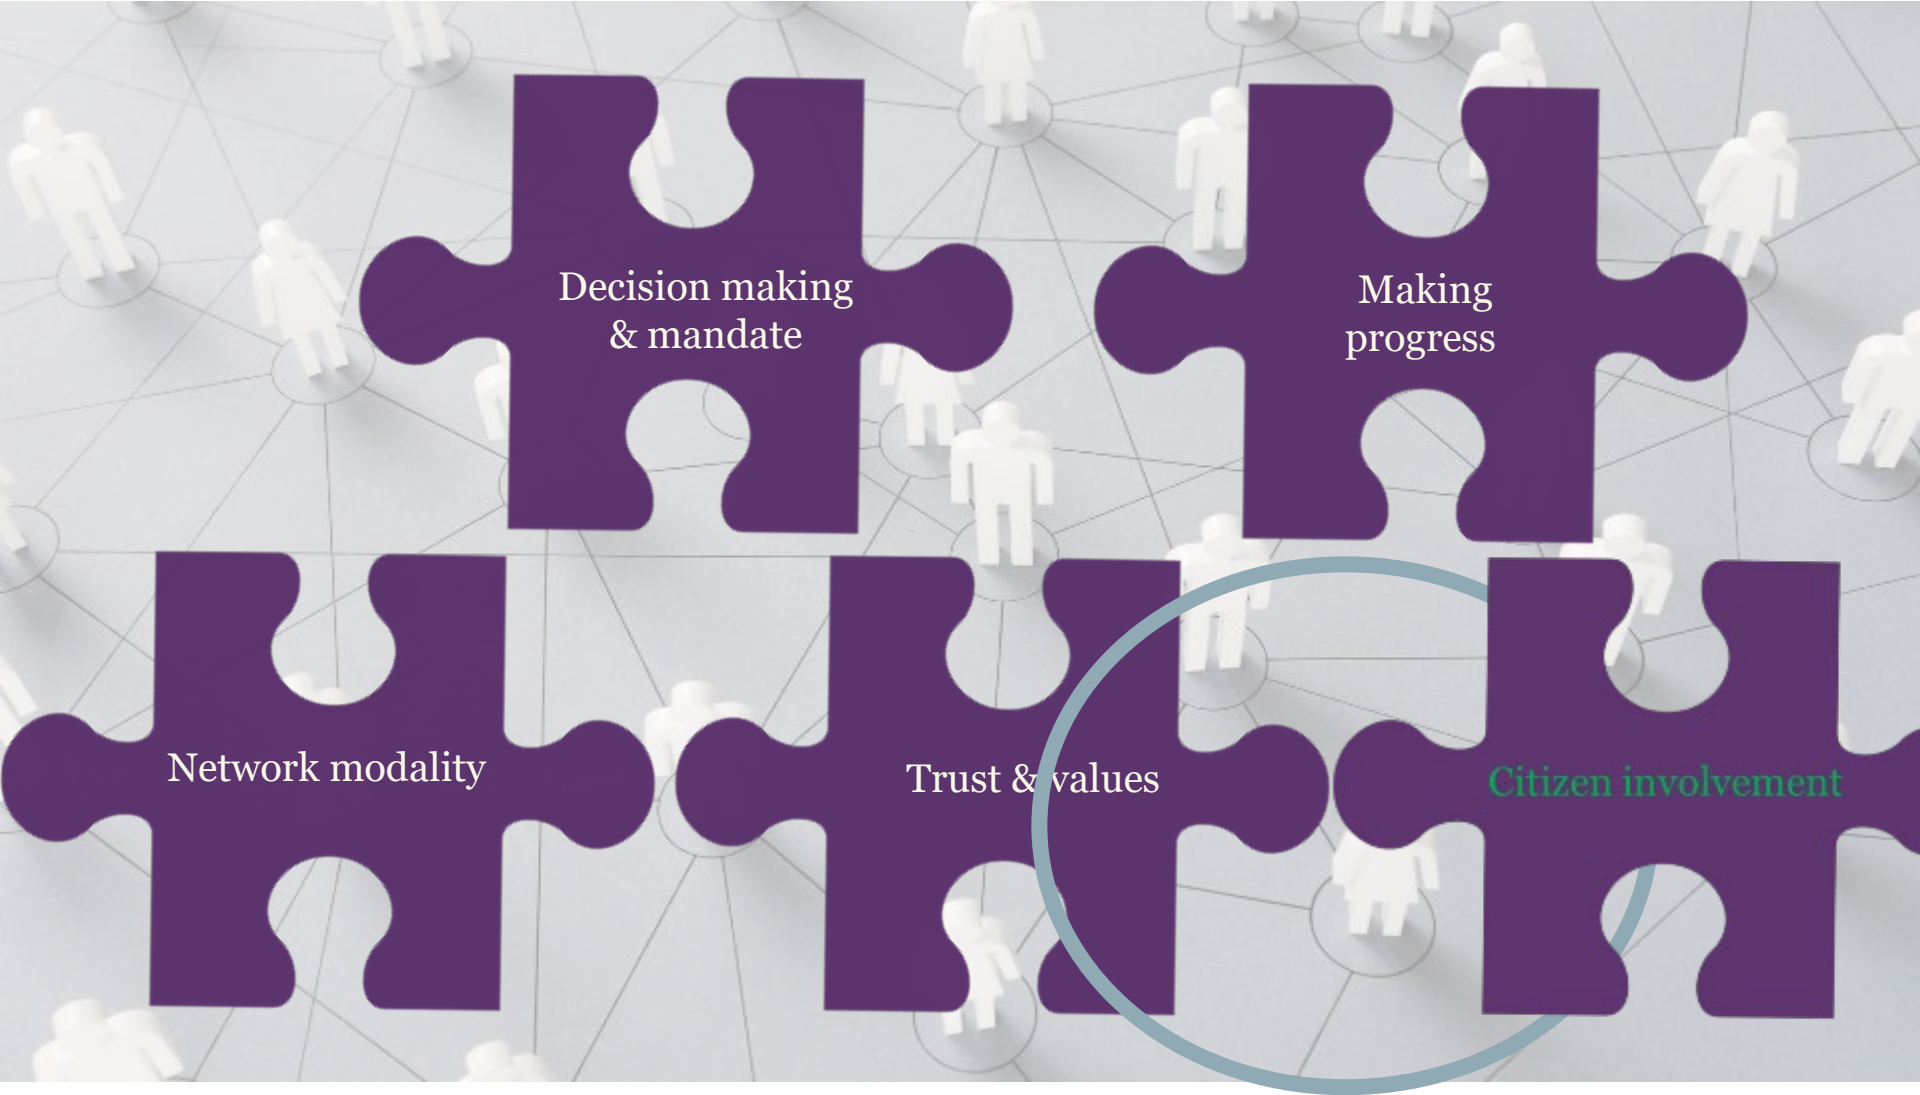 Decision making
& mandate
Making
progress
Network modality
Trust & values
Citizen involvement